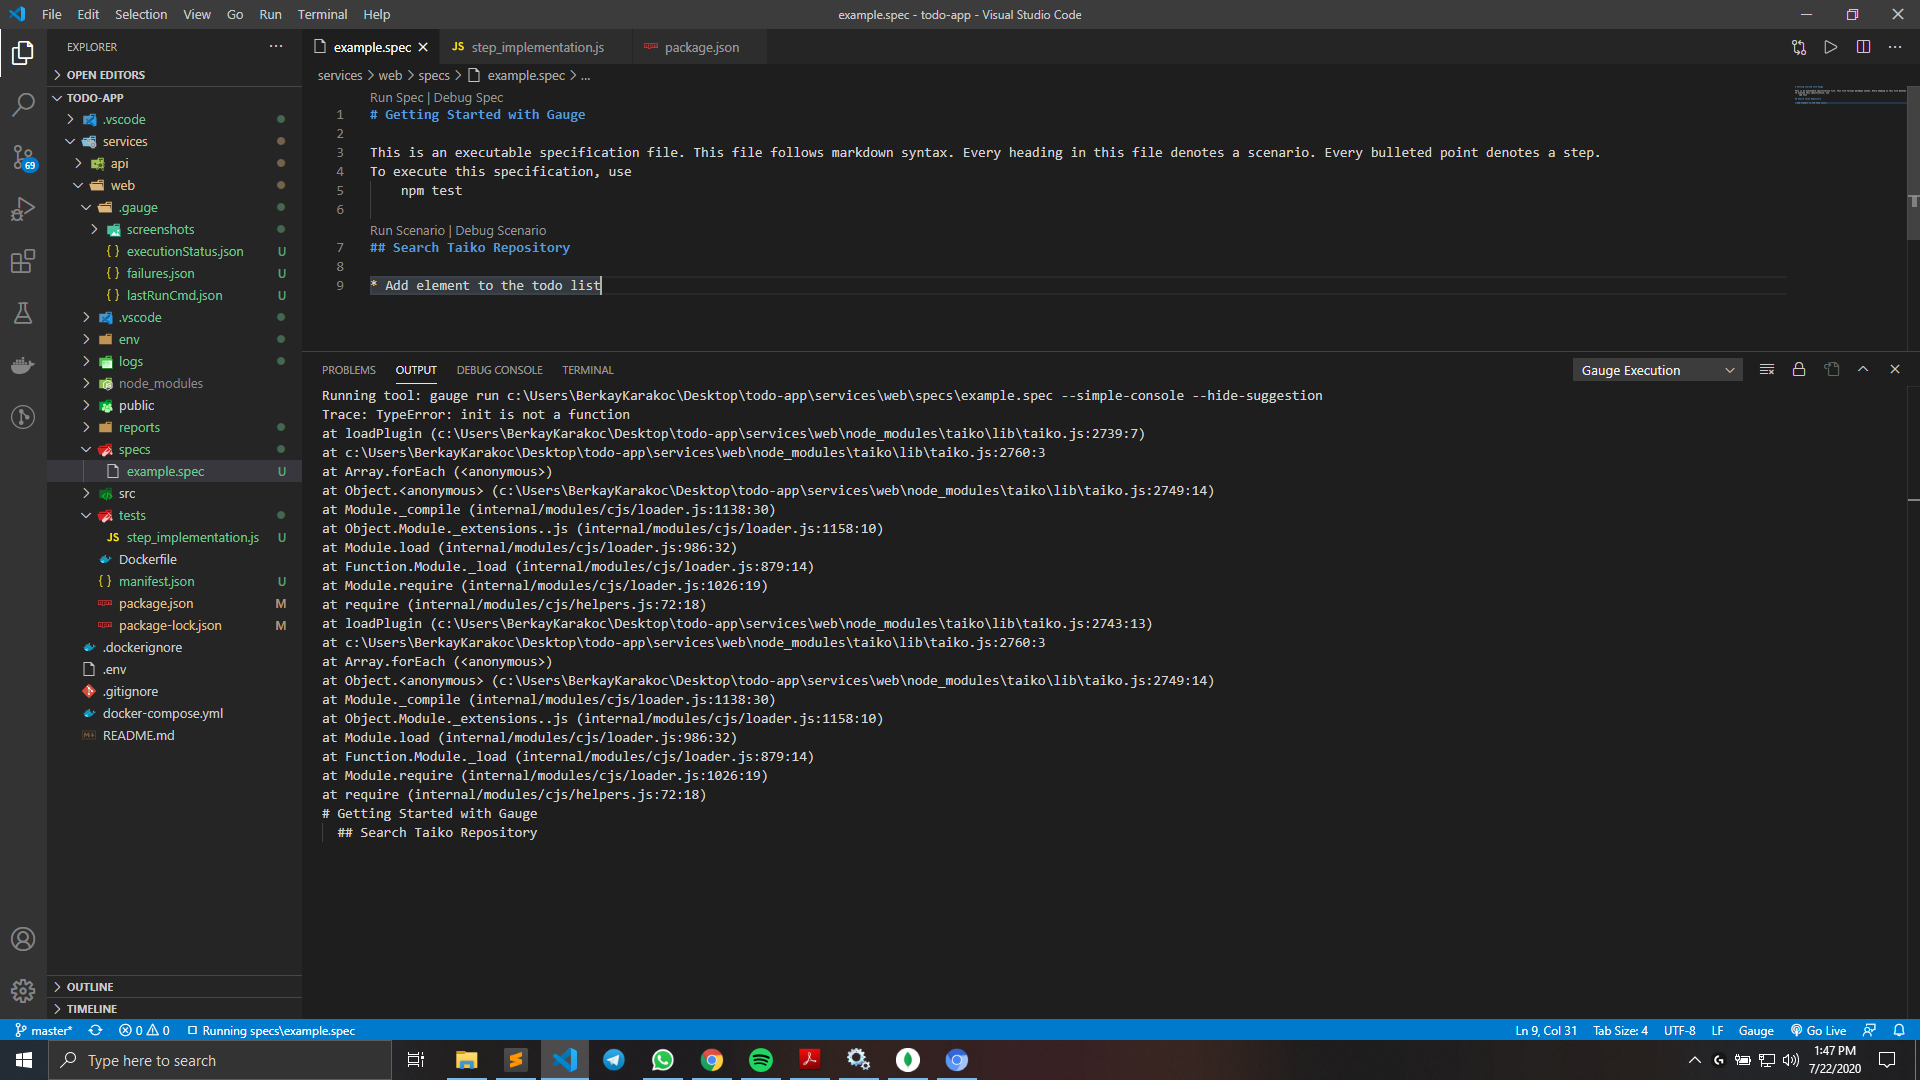 File Edit Selection View Go Run Terminal Help
example.spec - todo-app - Visual Studio Code
EXPLORER
OPEN EDITORS
TODO-APP
.vscode
services
api
web
.gauge
screenshots
executionStatus.json U
failures.json U
lastRunCmd.json U
.vscode
env
logs
node_modules
public
reports
specs
example.spec U
src
tests
JS step_implementation.js U
Dockerfile
manifest.json U
package.json M
package-lock.json M
.dockerignore
.env
.gitignore
docker-compose.yml
README.md
OUTLINE
TIMELINE
69
example.spec
JS step_implementation.js
package.json
services > web > specs > example.spec > ...
Run Spec | Debug Spec
1 # Getting Started with Gauge
2
3 This is an executable specification file. This file follows markdown syntax. Every heading in this file denotes a scenario. Every bulleted point denotes a step.
4 To execute this specification, use
5 npm test
6
Run Scenario | Debug Scenario
7 ## Search Taiko Repository
8
9 * Add element to the todo list
PROBLEMS OUTPUT DEBUG CONSOLE TERMINAL
Gauge Execution
Running tool: gauge run c:\Users\BerkayKarakoc\Desktop\todo-app\services\web\specs\example.spec --simple-console --hide-suggestion
Trace: TypeError: init is not a function
at loadPlugin (c:\Users\BerkayKarakoc\Desktop\todo-app\services\web\node_modules\taiko\lib\taiko.js:2739:7)
at c:\Users\BerkayKarakoc\Desktop\todo-app\services\web\node_modules\taiko\lib\taiko.js:2760:3
at Array.forEach (<anonymous>)
at Object.<anonymous> (c:\Users\BerkayKarakoc\Desktop\todo-app\services\web\node_modules\taiko\lib\taiko.js:2749:14)
at Module._compile (internal/modules/cjs/loader.js:1138:30)
at Object.Module._extensions..js (internal/modules/cjs/loader.js:1158:10)
at Module.load (internal/modules/cjs/loader.js:986:32)
at Function.Module._load (internal/modules/cjs/loader.js:879:14)
at Module.require (internal/modules/cjs/loader.js:1026:19)
at require (internal/modules/cjs/helpers.js:72:18)
at loadPlugin (c:\Users\BerkayKarakoc\Desktop\todo-app\services\web\node_modules\taiko\lib\taiko.js:2743:13)
at c:\Users\BerkayKarakoc\Desktop\todo-app\services\web\node_modules\taiko\lib\taiko.js:2760:3
at Array.forEach (<anonymous>)
at Object.<anonymous> (c:\Users\BerkayKarakoc\Desktop\todo-app\services\web\node_modules\taiko\lib\taiko.js:2749:14)
at Module._compile (internal/modules/cjs/loader.js:1138:30)
at Object.Module._extensions..js (internal/modules/cjs/loader.js:1158:10)
at Module.load (internal/modules/cjs/loader.js:986:32)
at Function.Module._load (internal/modules/cjs/loader.js:879:14)
at Module.require (internal/modules/cjs/loader.js:1026:19)
at require (internal/modules/cjs/helpers.js:72:18)
# Getting Started with Gauge
## Search Taiko Repository
master* 0 0 Running specs\example.spec
Ln 9, Col 31 Tab Size: 4 UTF-8 LF Gauge Go Live
Type here to search
1:47 PM
7/22/2020